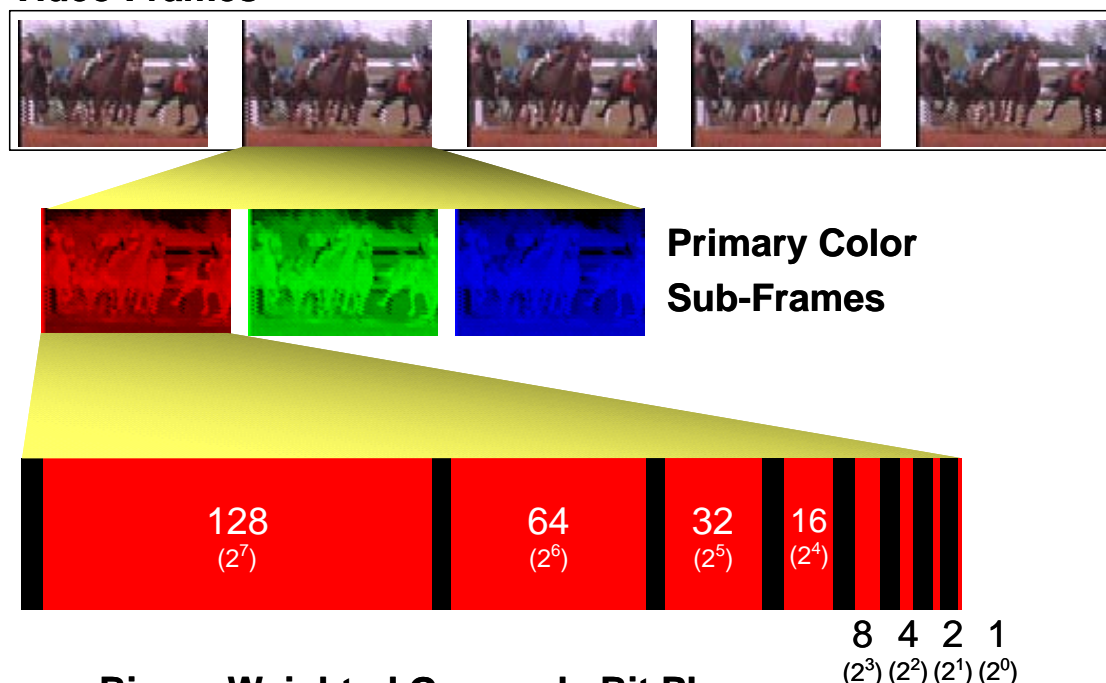 Primary Color
Sub-Frames
128 64 32 16
(2⁷) (2⁶) (2⁵) (2⁴)
8 4 2 1
(2³) (2²) (2¹) (2⁰)